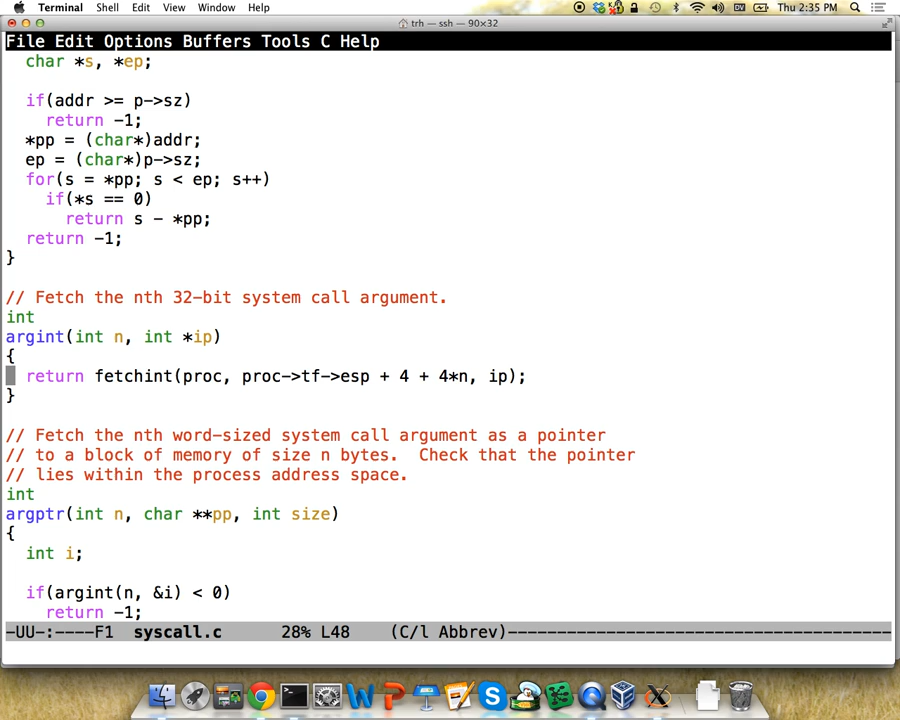 Terminal Shell Edit View Window Help Thu 2:35 PM
trh — ssh — 90×32
File Edit Options Buffers Tools C Help
char *s, *ep;
if(addr >= p->sz)
return -1;
*pp = (char*)addr;
ep = (char*)p->sz;
for(s = *pp; s < ep; s++)
if(*s == 0)
return s - *pp;
return -1;
}
// Fetch the nth 32-bit system call argument.
int
argint(int n, int *ip)
{
return fetchint(proc, proc->tf->esp + 4 + 4*n, ip);
}
// Fetch the nth word-sized system call argument as a pointer
// to a block of memory of size n bytes.  Check that the pointer
// lies within the process address space.
int
argptr(int n, char **pp, int size)
{
int i;
if(argint(n, &i) < 0)
return -1;
-UU-:----F1  syscall.c      28% L48    (C/l Abbrev)---------------------------------------